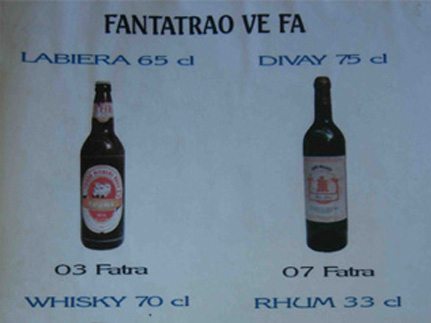 FANTATRAO VE FA
LABIERA 65 cl DIVAY 75 cl
03 Fatra 07 Fatra
WHISKY 70 cl RHUM 33 cl